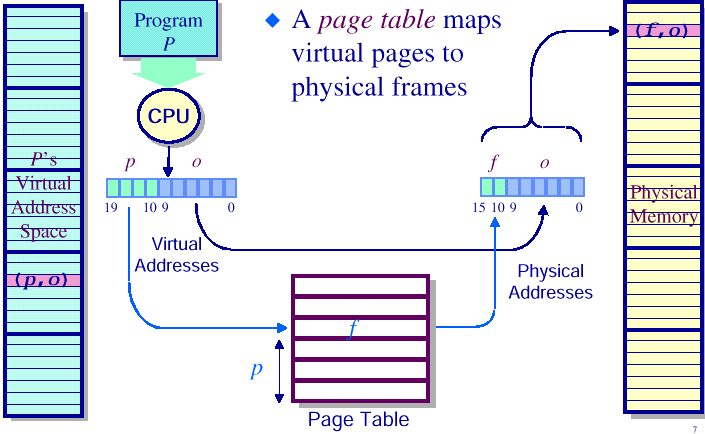 Program
P
◆ A page table maps
virtual pages to
physical frames
(f,o)
CPU
P's
Virtual
Address
Space
(p,o)
p o
19 10 9 0
Virtual
Addresses
f o
15 10 9 0
Physical
Addresses
Physical
Memory
f
p
Page Table
7